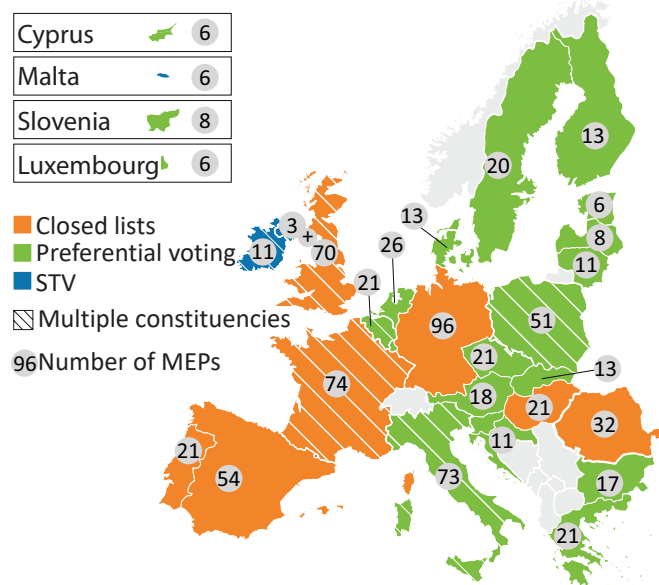 Cyprus 6
Malta 6
Slovenia 8
Luxembourg 6
Closed lists
Preferential voting
STV
Multiple constituencies
96 Number of MEPs
13
20
6
8
11
13
26
21
3
+
70
11
96
51
21
13
18
21
32
74
11
73
17
21
21
54